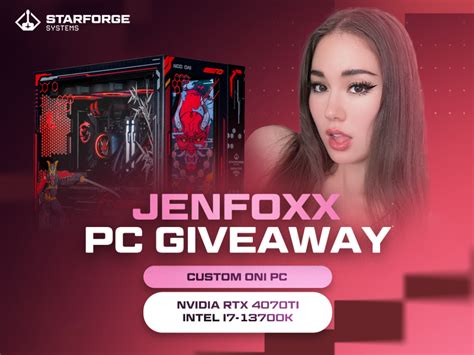 STARFORGE
SYSTEMS
JENFOXX
PC GIVEAWAY
CUSTOM ONI PC
NVIDIA RTX 4070TI
INTEL I7-13700K